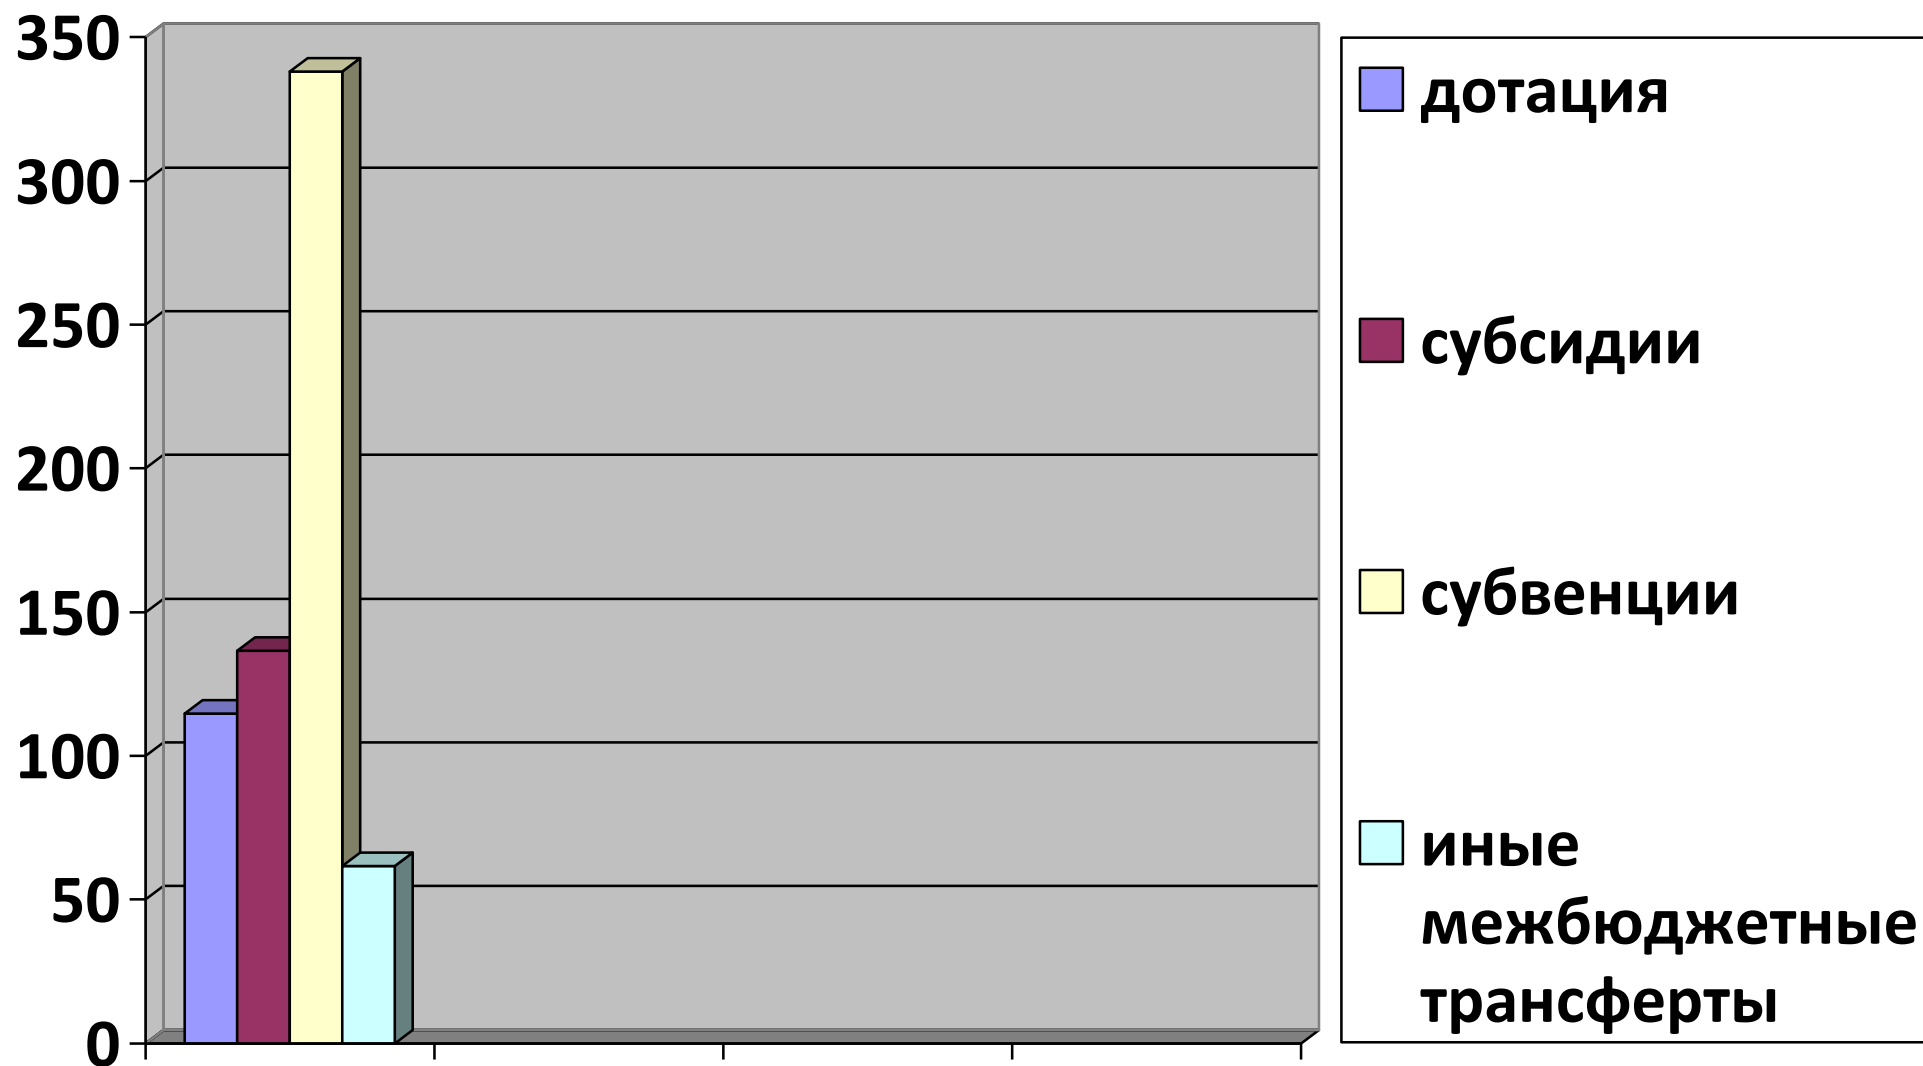 350
300
250
200
150
100
50
0
дотация
субсидии
субвенции
иные
межбюджетные
трансферты